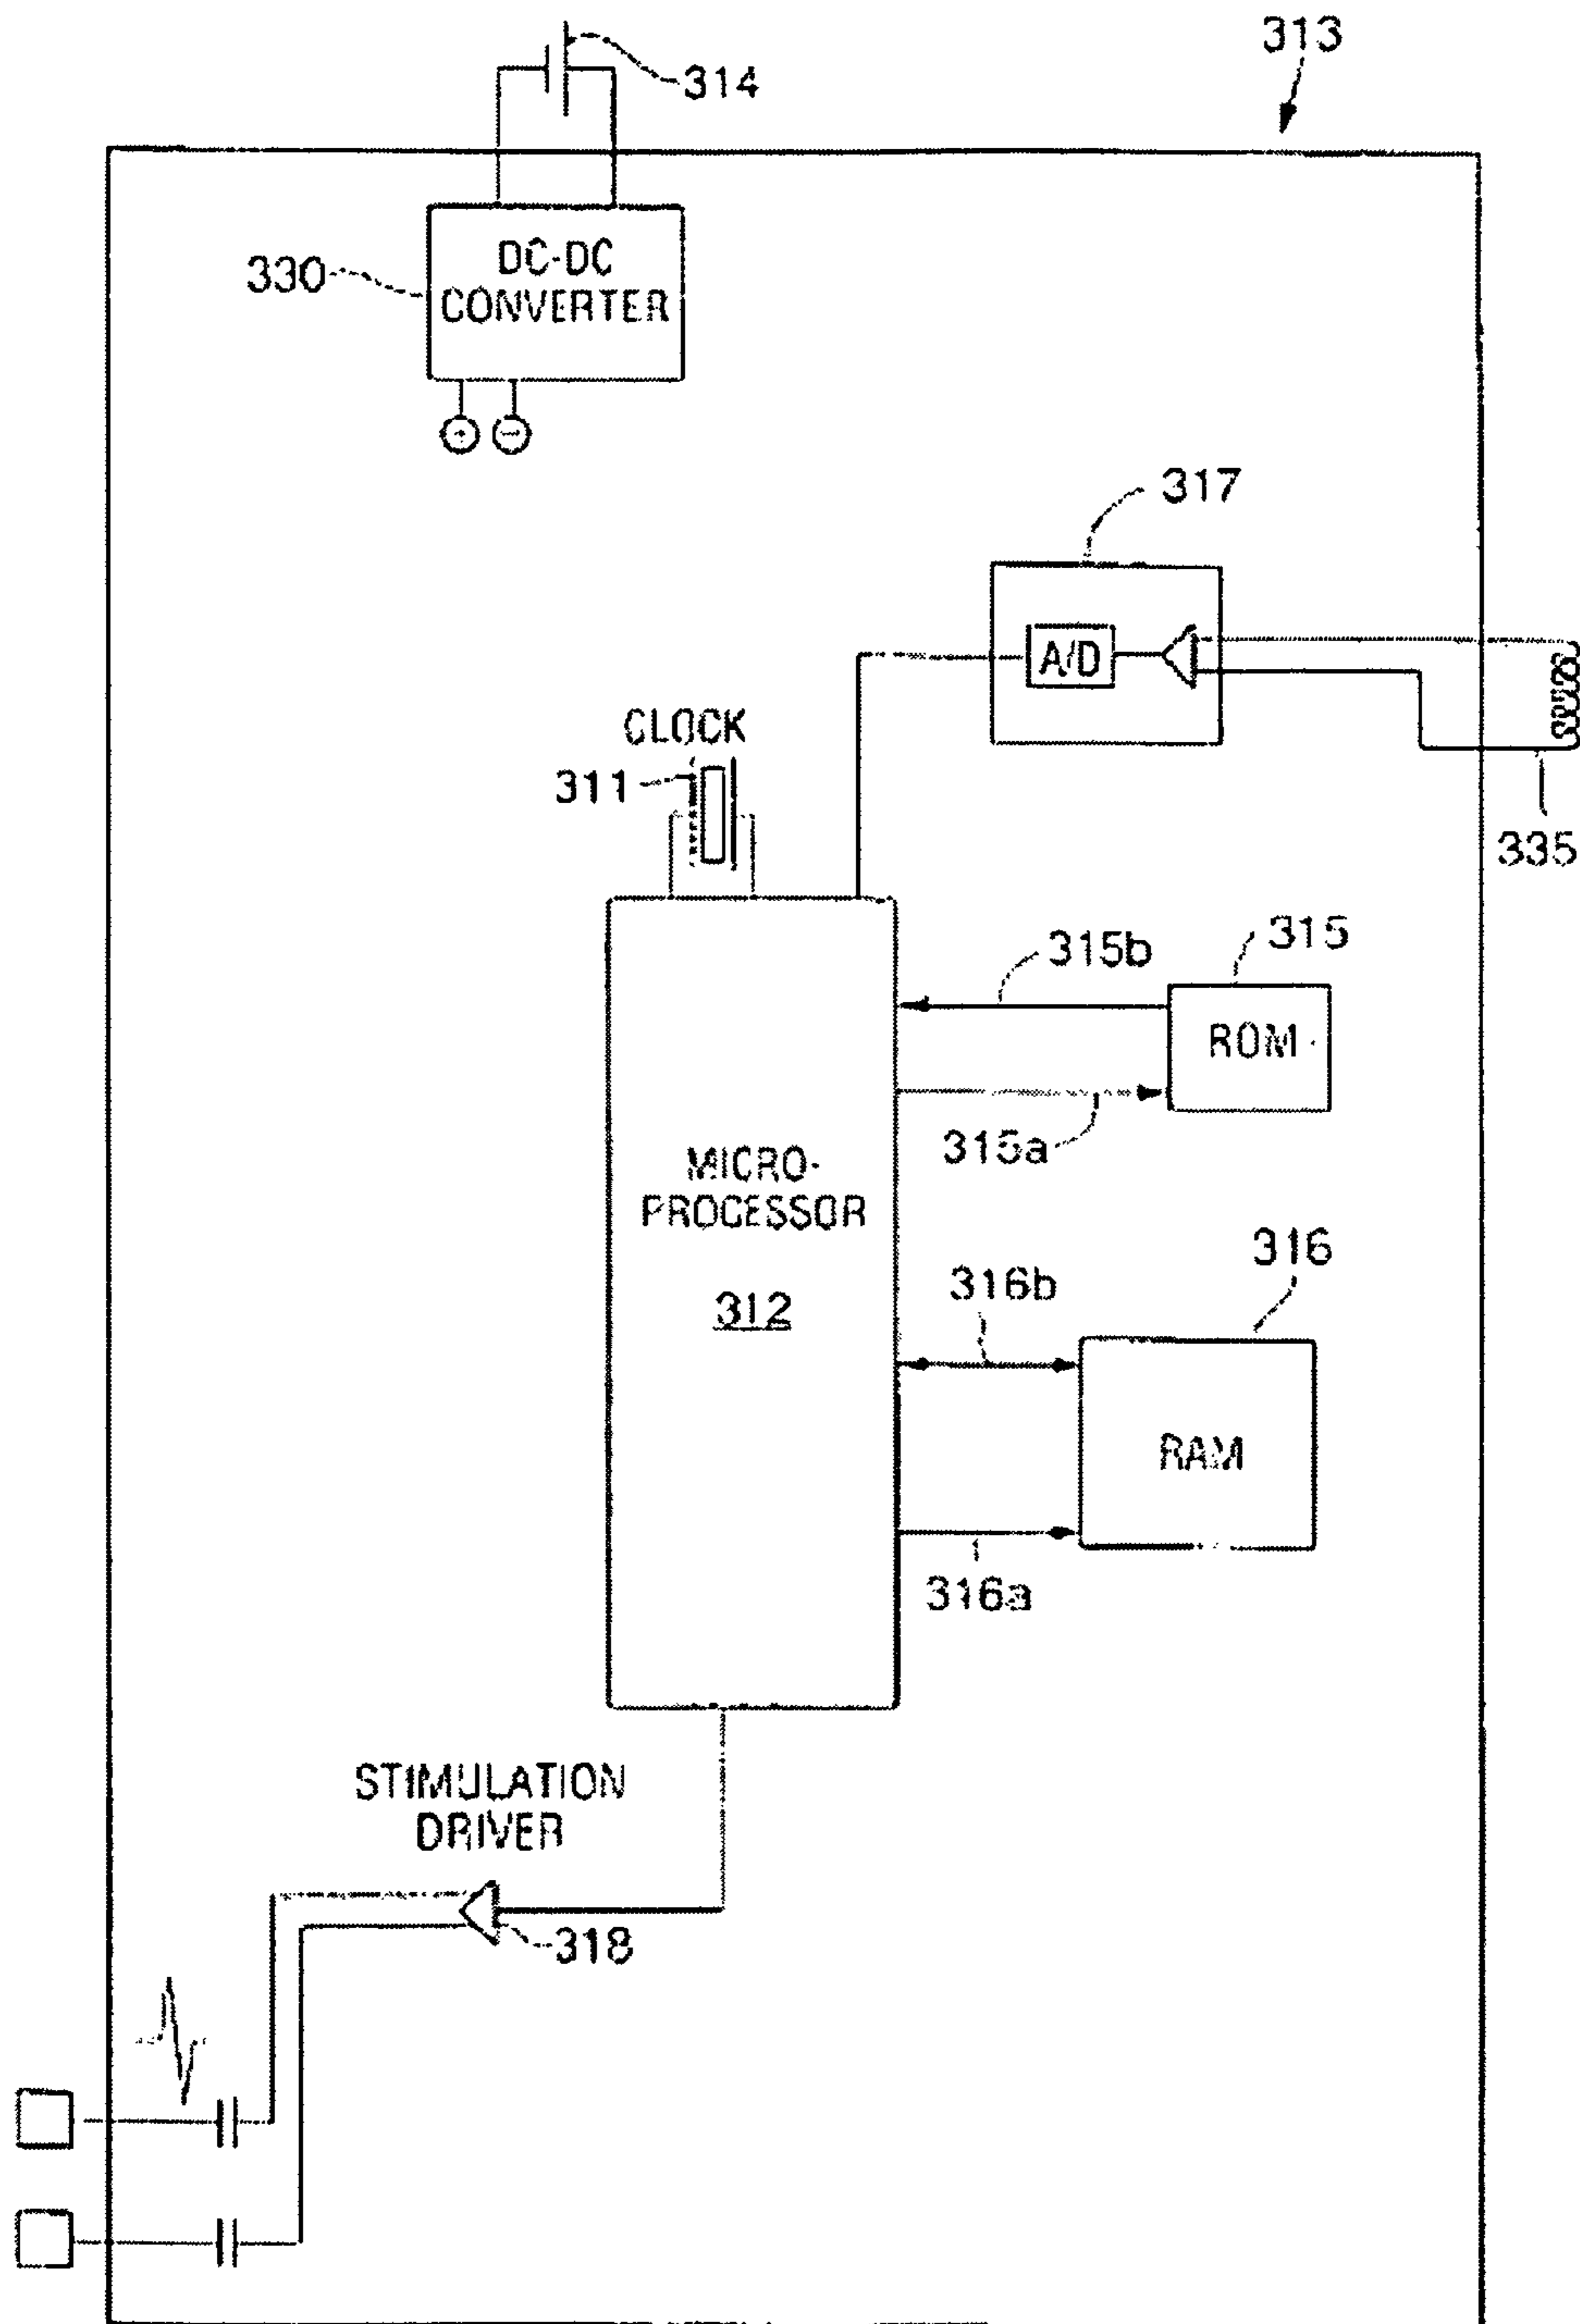 313
314
330
DC-DC
CONVERTER
+ −
317
A/D
CLOCK
311
335
315b
315
ROM
315a
MICRO-
PROCESSOR
312
316b
316
RAM
316a
STIMULATION
DRIVER
318